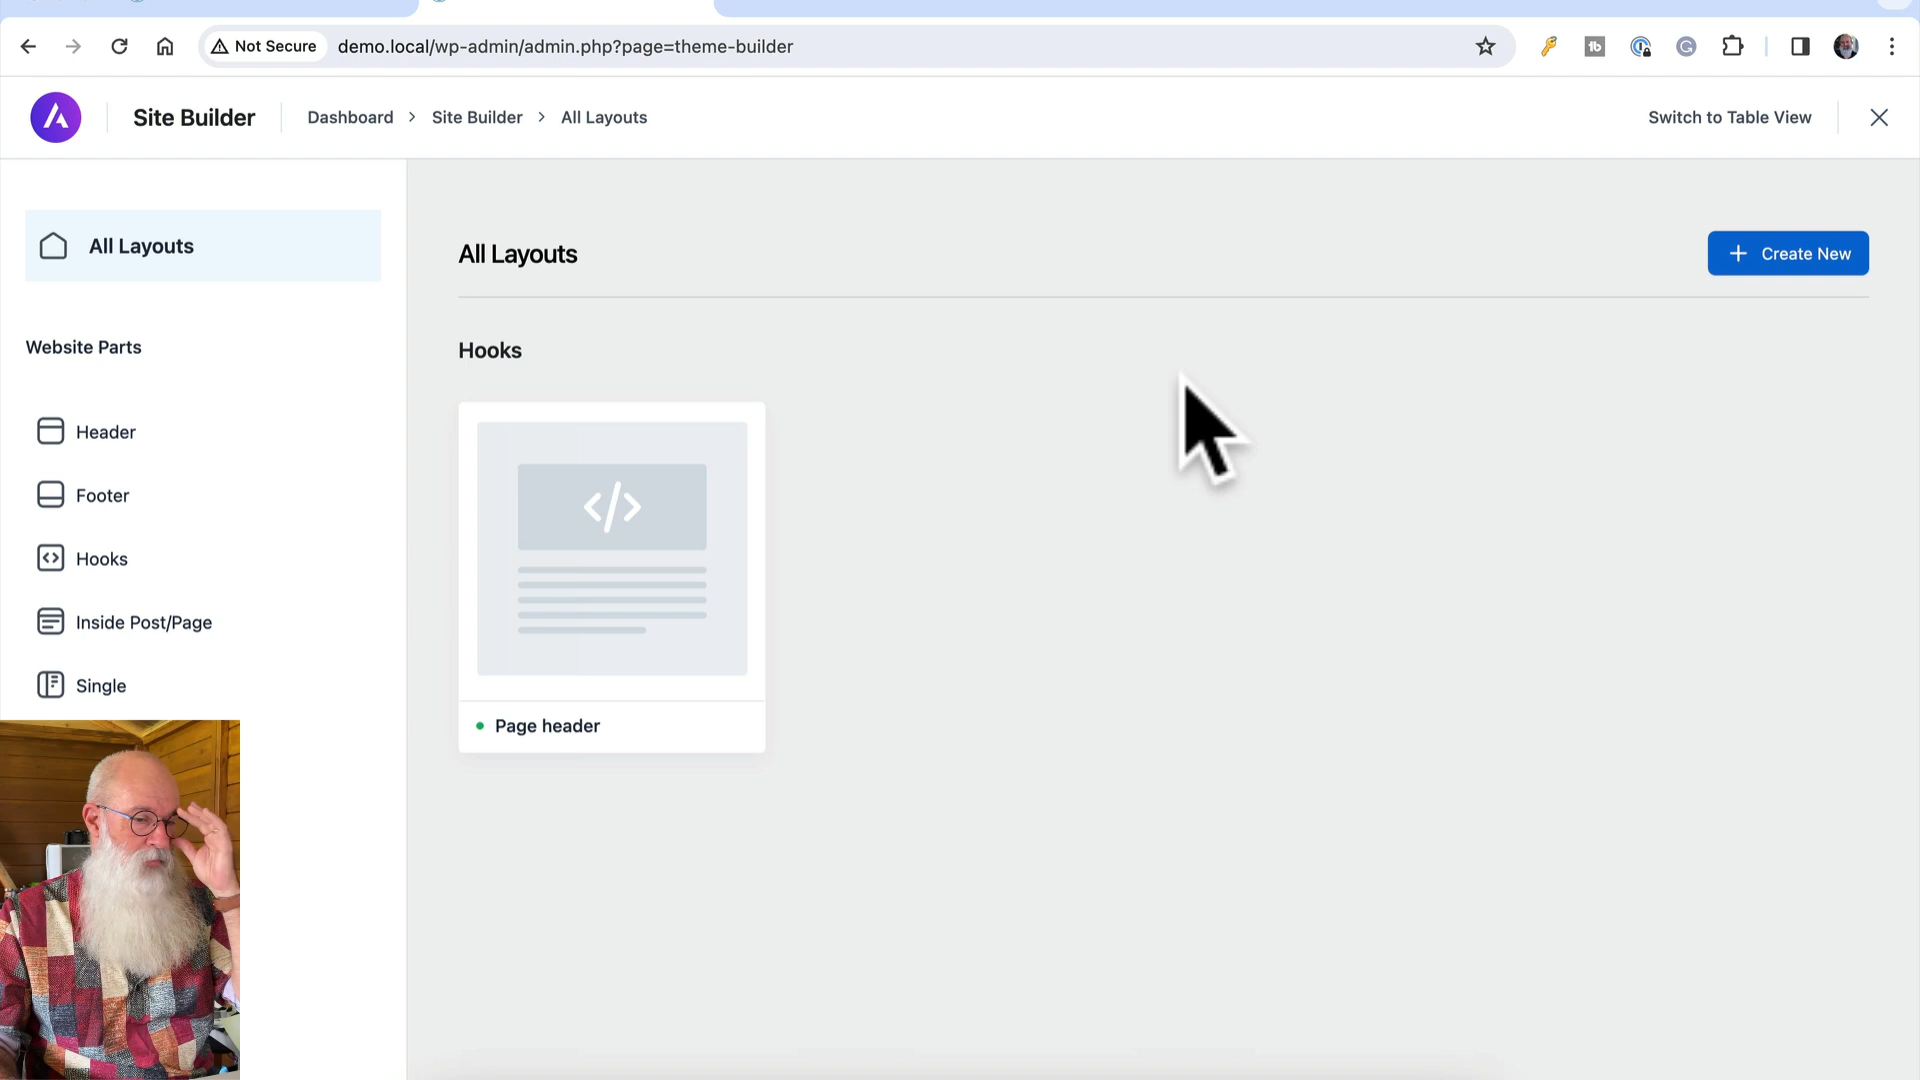 Not Secure
demo.local/wp-admin/admin.php?page=theme-builder
tb
G
Site Builder
Dashboard > Site Builder > All Layouts
Switch to Table View
All Layouts
All Layouts
+ Create New
Website Parts
Hooks
Header
Footer
Hooks
Inside Post/Page
Single
</>
Page header